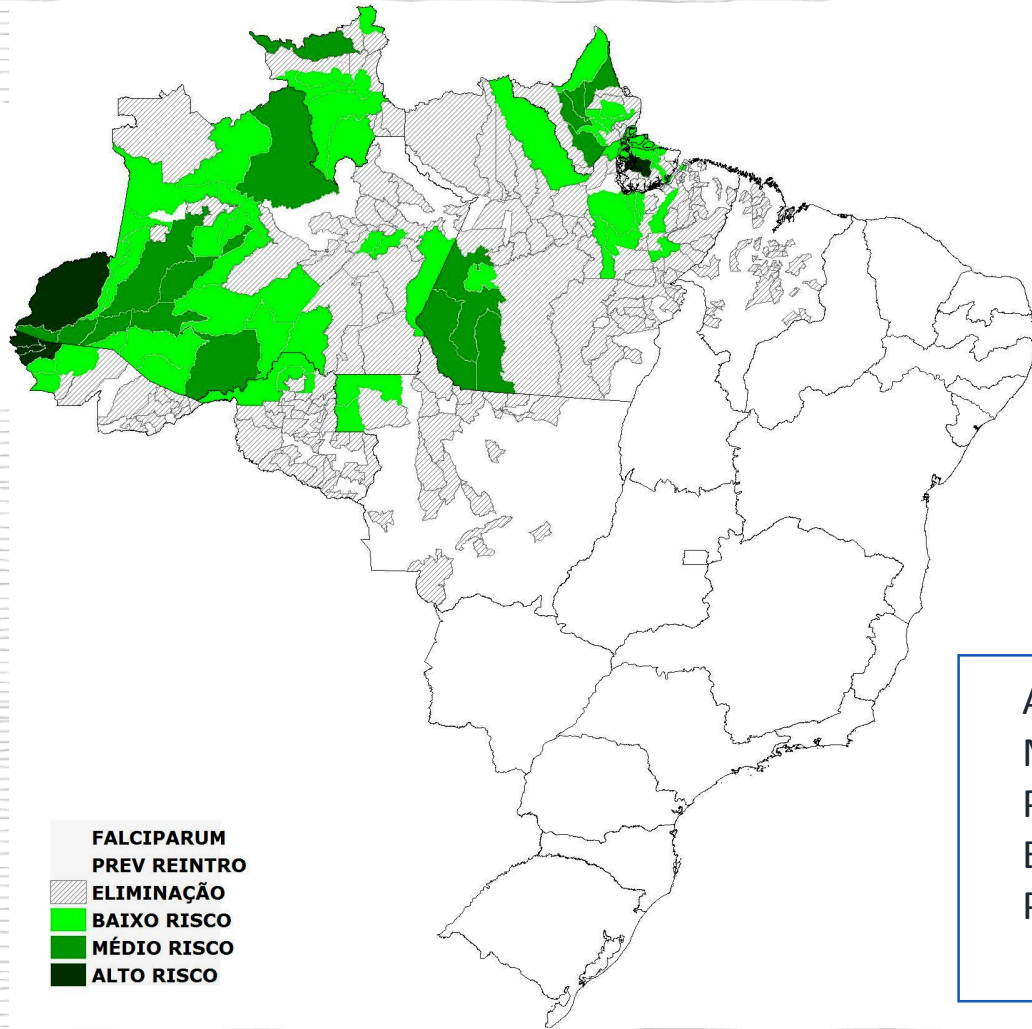 FALCIPARUM
PREV REINTRO
ELIMINAÇÃO
BAIXO RISCO
MÉDIO RISCO
ALTO RISCO